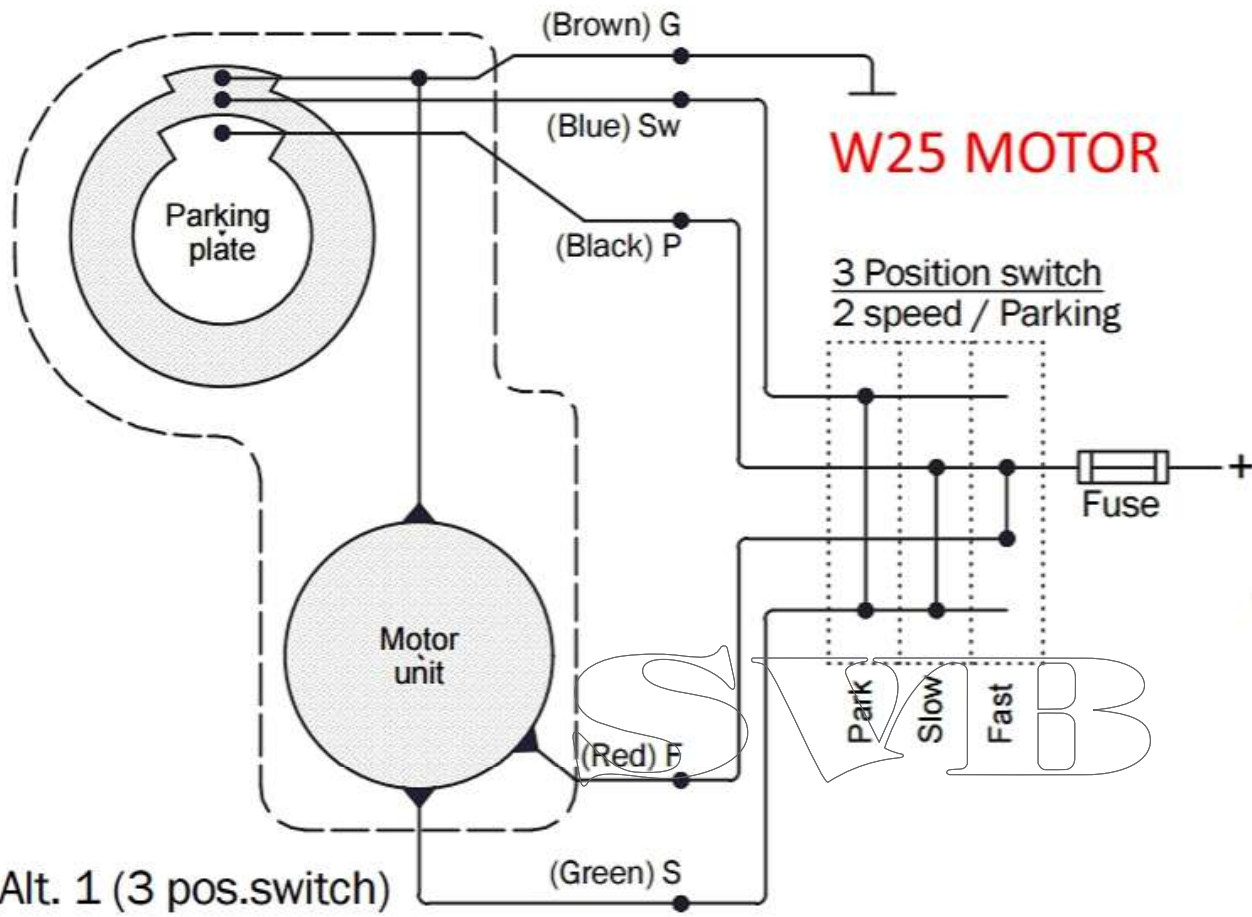 (Brown) G
(Blue) Sw
W25 MOTOR
Parking
plate
(Black) P
3 Position switch
2 speed / Parking
+
Fuse
Motor
unit
Park
Slow
Fast
SVB
(Red) F
(Green) S
Alt. 1 (3 pos.switch)